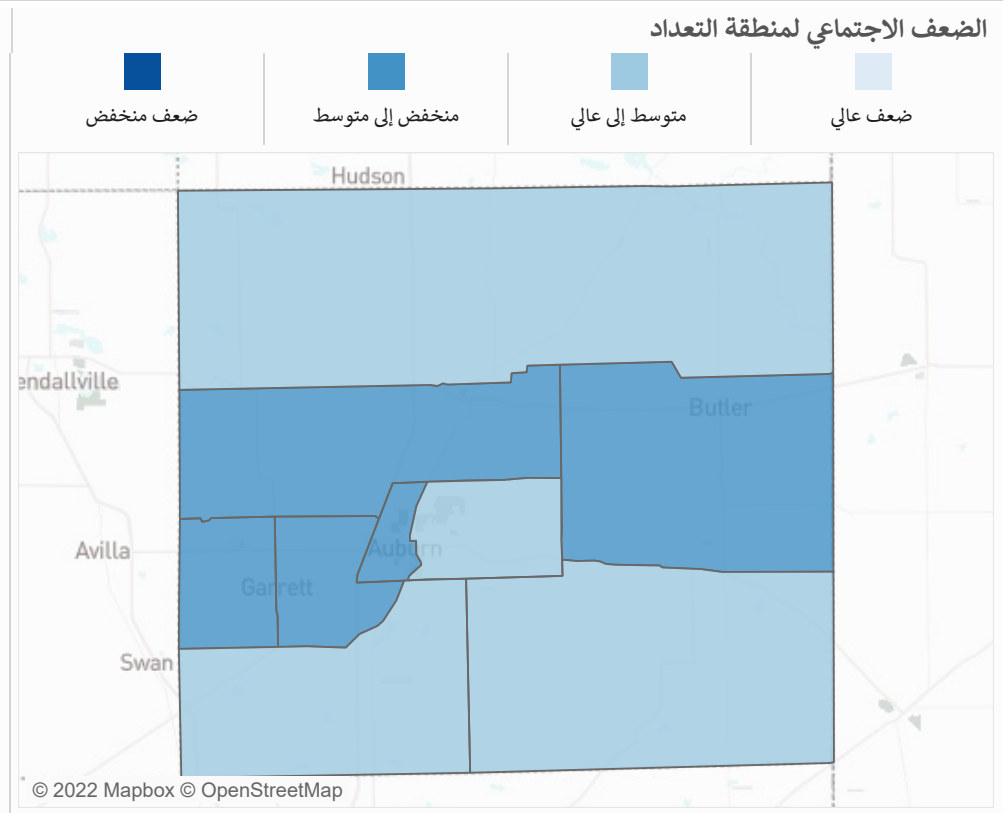 الضعف الاجتماعي لمنطقة التعداد
ضعف عالي
متوسط إلى عالي
منخفض إلى متوسط
ضعف منخفض
Hudson
endallville
Butler
Avilla
Auburn
Garrett
Swan
© 2022 Mapbox © OpenStreetMap